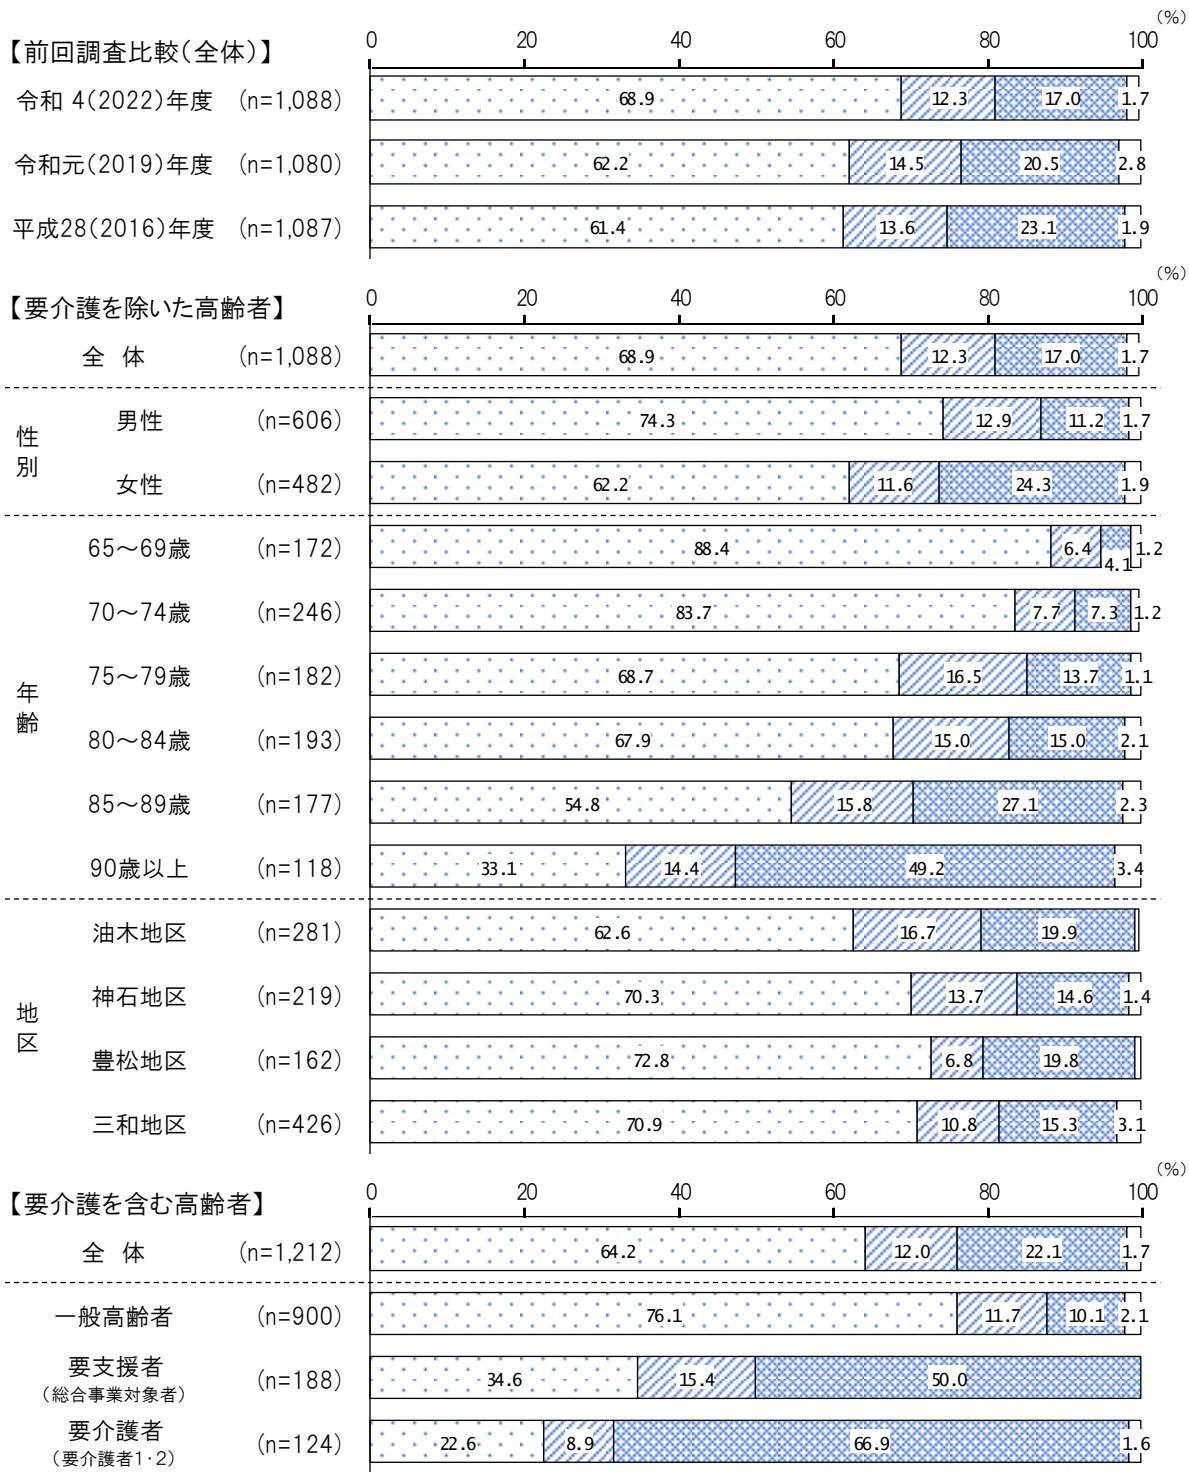 (%)
【前回調査比較(全体)】 0 20 40 60 80 100
令和 4(2022)年度 (n=1,088) 68.9 12.3 17.0 1.7
令和元(2019)年度 (n=1,080) 62.2 14.5 20.5 2.8
平成28(2016)年度 (n=1,087) 61.4 13.6 23.1 1.9
(%)
【要介護を除いた高齢者】 0 20 40 60 80 100
全 体 (n=1,088) 68.9 12.3 17.0 1.7
性別
男性 (n=606) 74.3 12.9 11.2 1.7
女性 (n=482) 62.2 11.6 24.3 1.9
年齢
65~69歳 (n=172) 88.4 6.4 4.1 1.2
70~74歳 (n=246) 83.7 7.7 7.3 1.2
75~79歳 (n=182) 68.7 16.5 13.7 1.1
80~84歳 (n=193) 67.9 15.0 15.0 2.1
85~89歳 (n=177) 54.8 15.8 27.1 2.3
90歳以上 (n=118) 33.1 14.4 49.2 3.4
地区
油木地区 (n=281) 62.6 16.7 19.9
神石地区 (n=219) 70.3 13.7 14.6 1.4
豊松地区 (n=162) 72.8 6.8 19.8
三和地区 (n=426) 70.9 10.8 15.3 3.1
(%)
【要介護を含む高齢者】 0 20 40 60 80 100
全 体 (n=1,212) 64.2 12.0 22.1 1.7
一般高齢者 (n=900) 76.1 11.7 10.1 2.1
要支援者 (n=188) 34.6 15.4 50.0
(総合事業対象者)
要介護者 (n=124) 22.6 8.9 66.9 1.6
(要介護者1・2)